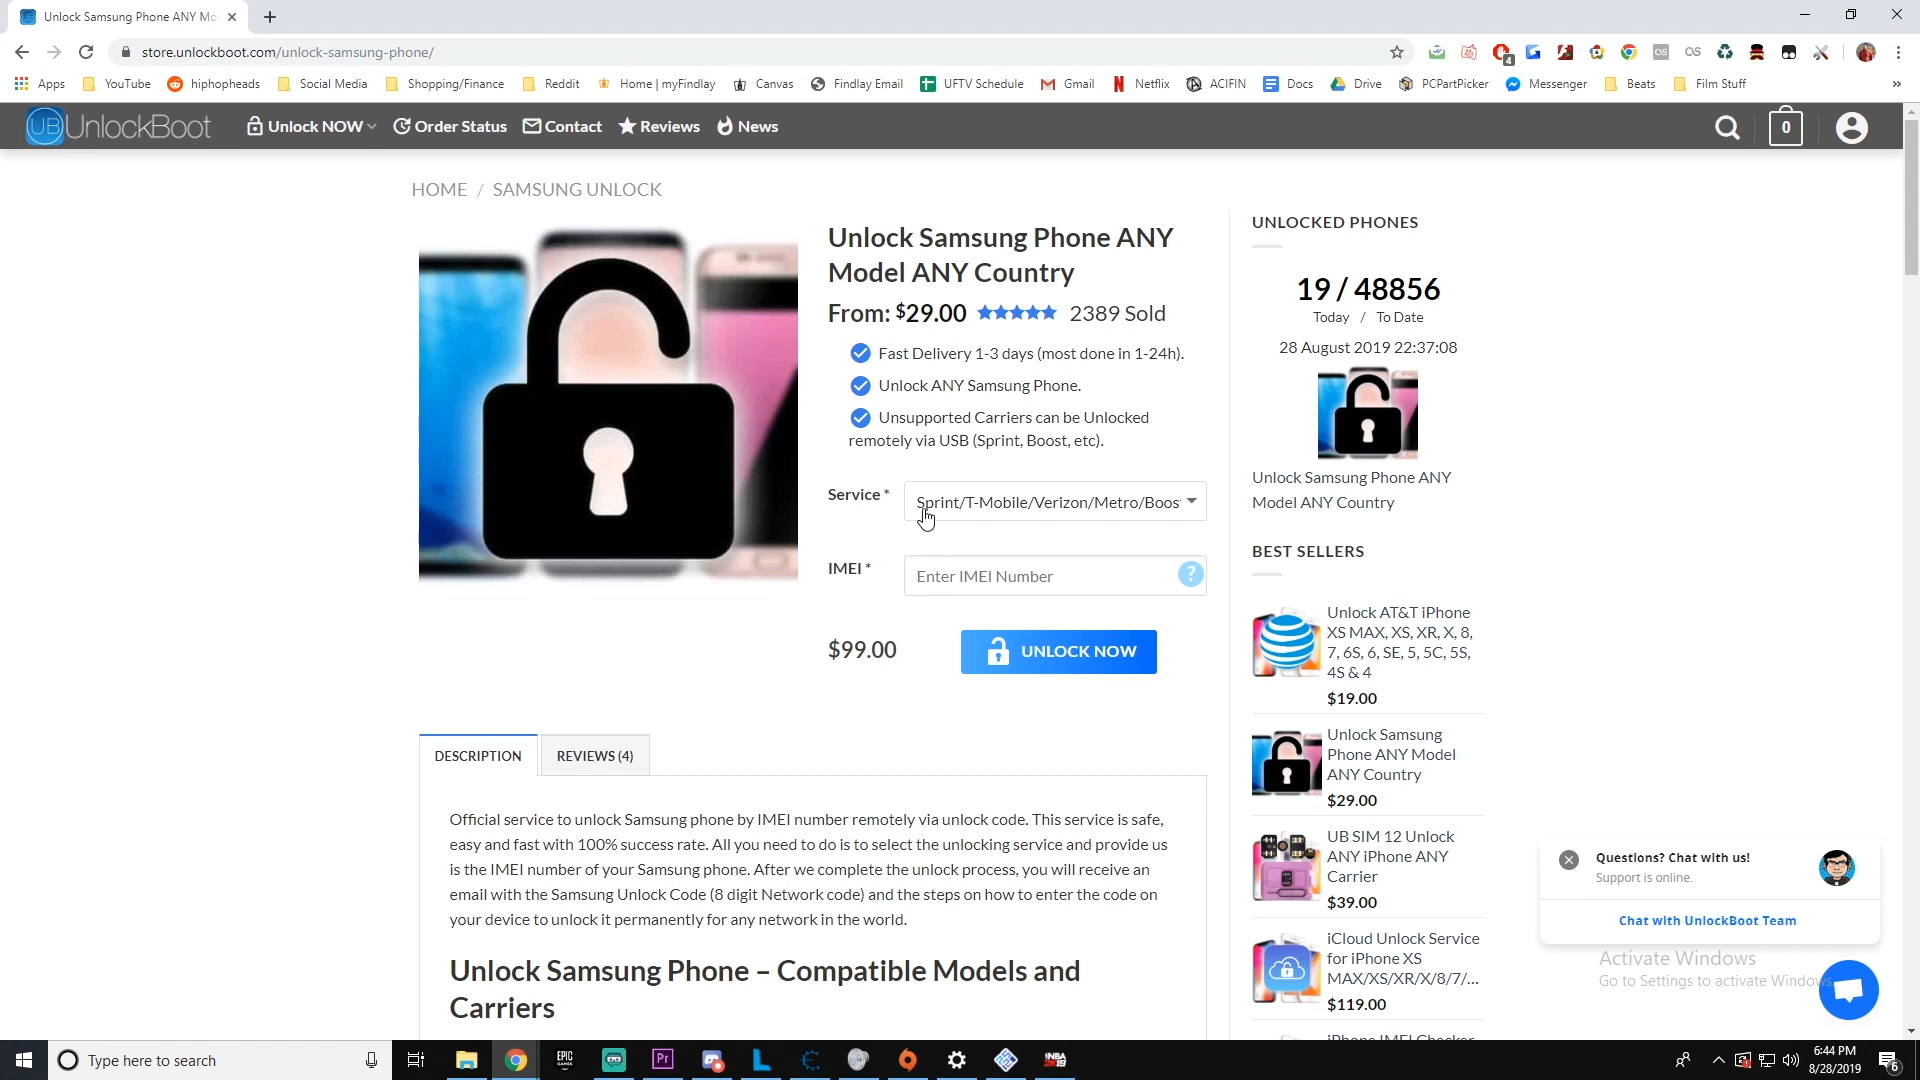 Unlock Samsung Phone ANY Mo
store.unlockboot.com/unlock-samsung-phone/
4
Apps YouTube hiphopheads Social Media Shopping/Finance Reddit Home | myFindlay Canvas Findlay Email UFTV Schedule Gmail Netflix ACIFIN Docs Drive PCPartPicker Messenger Beats Film Stuff »
UB UnlockBoot Unlock NOW Order Status Contact Reviews News 0
HOME / SAMSUNG UNLOCK
Unlock Samsung Phone ANY
Model ANY Country
From: $29.00 2389 Sold
Fast Delivery 1-3 days (most done in 1-24h).
Unlock ANY Samsung Phone.
Unsupported Carriers can be Unlocked
remotely via USB (Sprint, Boost, etc).
Service * Sprint/T-Mobile/Verizon/Metro/Boos
IMEI * Enter IMEI Number ?
$99.00 UNLOCK NOW
DESCRIPTION REVIEWS (4)
Official service to unlock Samsung phone by IMEI number remotely via unlock code. This service is safe,
easy and fast with 100% success rate. All you need to do is to select the unlocking service and provide us
is the IMEI number of your Samsung phone. After we complete the unlock process, you will receive an
email with the Samsung Unlock Code (8 digit Network code) and the steps on how to enter the code on
your device to unlock it permanently for any network in the world.
Unlock Samsung Phone – Compatible Models and
Carriers
UNLOCKED PHONES
19 / 48856
Today / To Date
28 August 2019 22:37:08
Unlock Samsung Phone ANY
Model ANY Country
BEST SELLERS
Unlock AT&T iPhone
XS MAX, XS, XR, X, 8,
7, 6S, 6, SE, 5, 5C, 5S,
4S & 4
$19.00
Unlock Samsung
Phone ANY Model
ANY Country
$29.00
UB SIM 12 Unlock
ANY iPhone ANY
Carrier
$39.00
iCloud Unlock Service
for iPhone XS
MAX/XS/XR/X/8/7/...
$119.00
iPhone IMEI Checker
Questions? Chat with us!
Support is online.
Chat with UnlockBoot Team
Activate Windows
Go to Settings to activate Windows.
Type here to search
EPIC GAMES
Pr
NBA 2K19
6:44 PM
8/28/2019
6